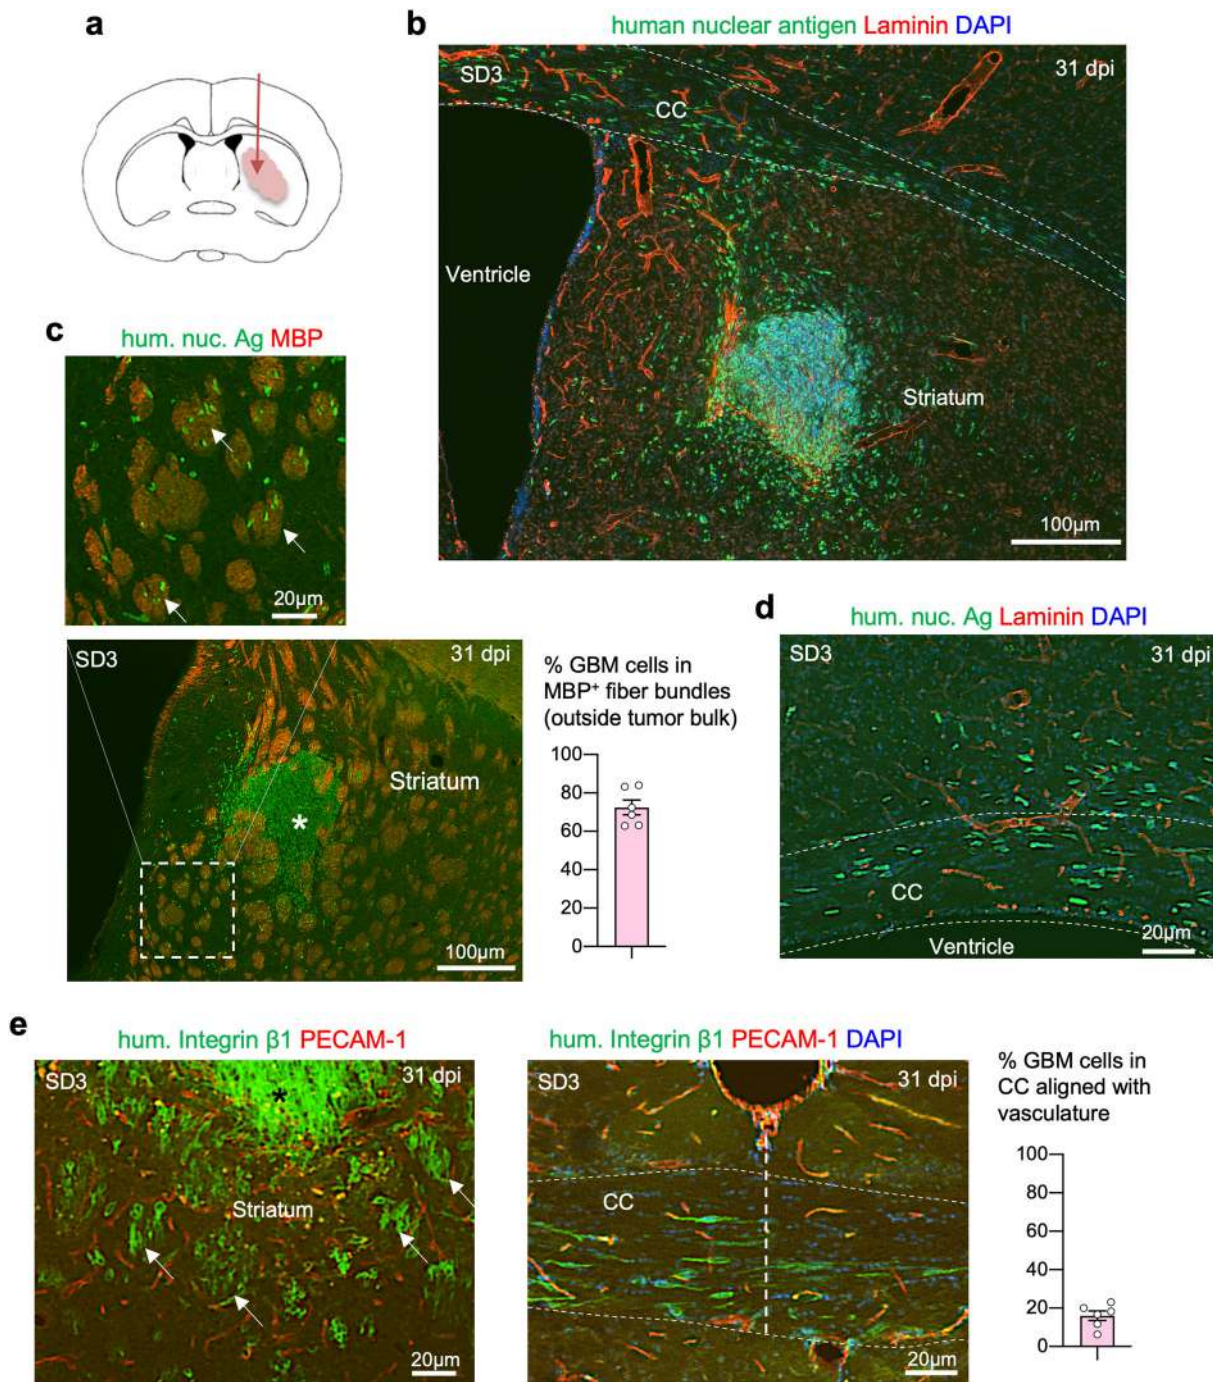 a
b
human nuclear antigen Laminin DAPI
SD3
31 dpi
CC
Ventricle
Striatum
100µm
c
hum. nuc. Ag MBP
20µm
SD3
31 dpi
Striatum
*
100µm
% GBM cells in
MBP⁺ fiber bundles
(outside tumor bulk)
100
80
60
40
20
0
d
hum. nuc. Ag Laminin DAPI
SD3
31 dpi
CC
Ventricle
20µm
e
hum. Integrin β1 PECAM-1
SD3
31 dpi
*
Striatum
20µm
hum. Integrin β1 PECAM-1 DAPI
SD3
31 dpi
CC
20µm
% GBM cells in
CC aligned with
vasculature
100
80
60
40
20
0